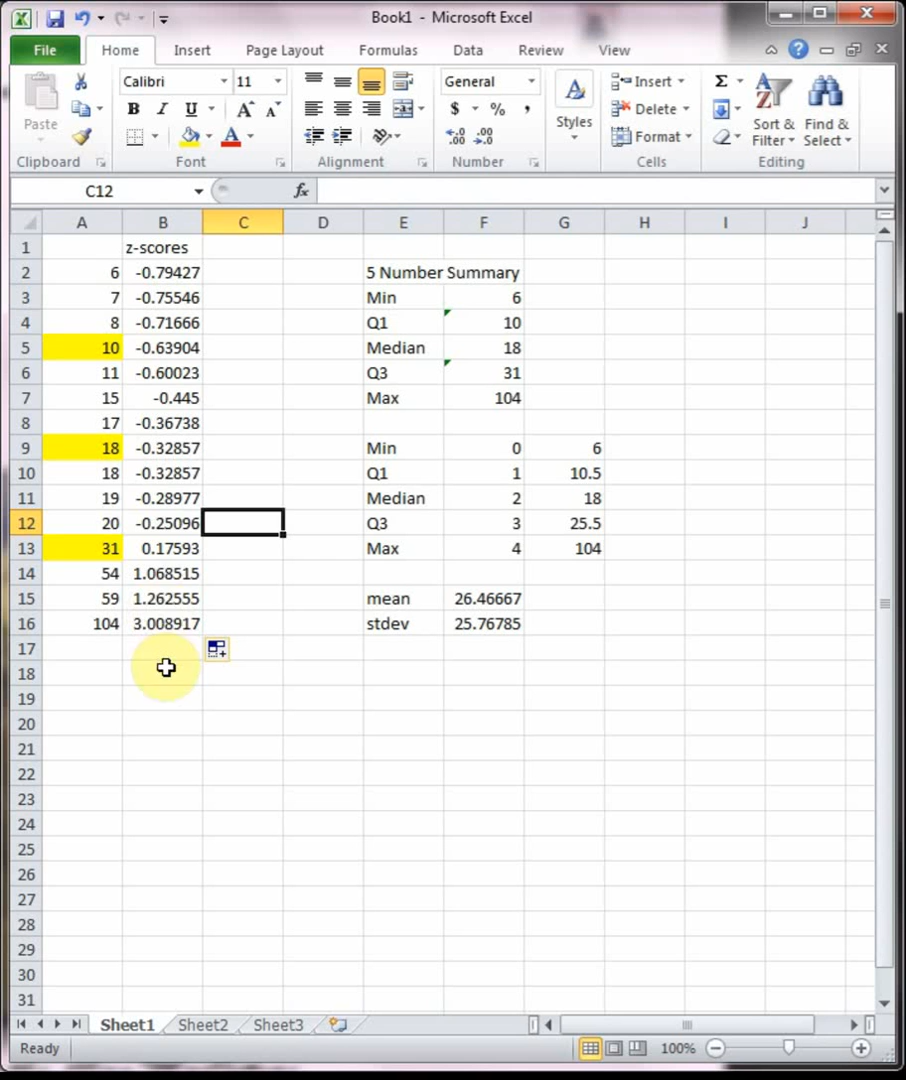 Book1 - Microsoft Excel
File Home Insert Page Layout Formulas Data Review View
Paste
Calibri 11
B I U A A
A
General
$ % ,
Styles
Insert
Delete
Format
Σ
Sort & Filter
Find & Select
Clipboard Font Alignment Number Cells Editing
C12 fx
A B C D E F G H I J
1 z-scores
2 6 -0.79427 5 Number Summary
3 7 -0.75546 Min 6
4 8 -0.71666 Q1 10
5 10 -0.63904 Median 18
6 11 -0.60023 Q3 31
7 15 -0.445 Max 104
8 17 -0.36738
9 18 -0.32857 Min 0 6
10 18 -0.32857 Q1 1 10.5
11 19 -0.28977 Median 2 18
12 20 -0.25096 Q3 3 25.5
13 31 0.17593 Max 4 104
14 54 1.068515
15 59 1.262555 mean 26.46667
16 104 3.008917 stdev 25.76785
17
18
19
20
21
22
23
24
25
26
27
28
29
30
31
Sheet1 Sheet2 Sheet3
Ready 100%